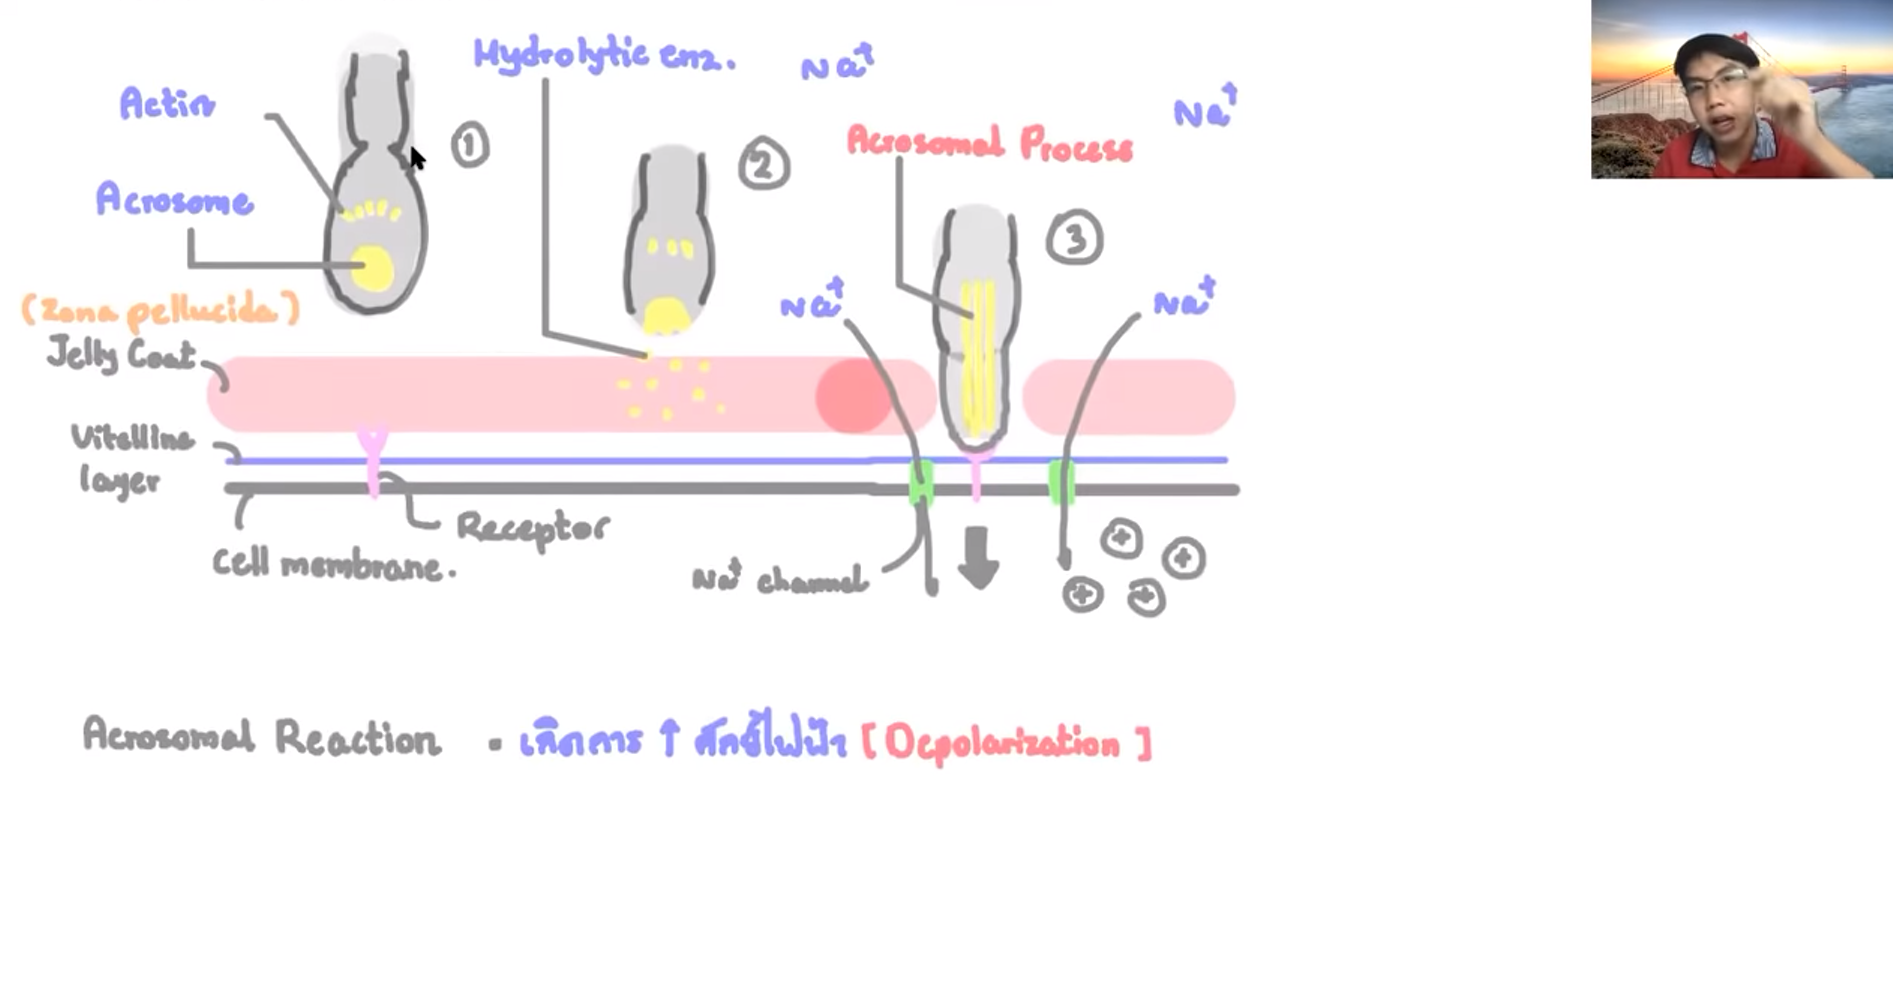 Hydrolytic enz.
Na⁺
Actin
①
Na⁺
Acrosomal Process
②
Acrosome
③
(Zona pellucida)
Na⁺
Na⁺
Jelly Coat
Vitelline
layer
Receptor
Cell membrane.
Na⁺ channel
+
+
+
+
Acrosomal Reaction • เกิดการ ↑ ศักย์ไฟฟ้า [Depolarization]